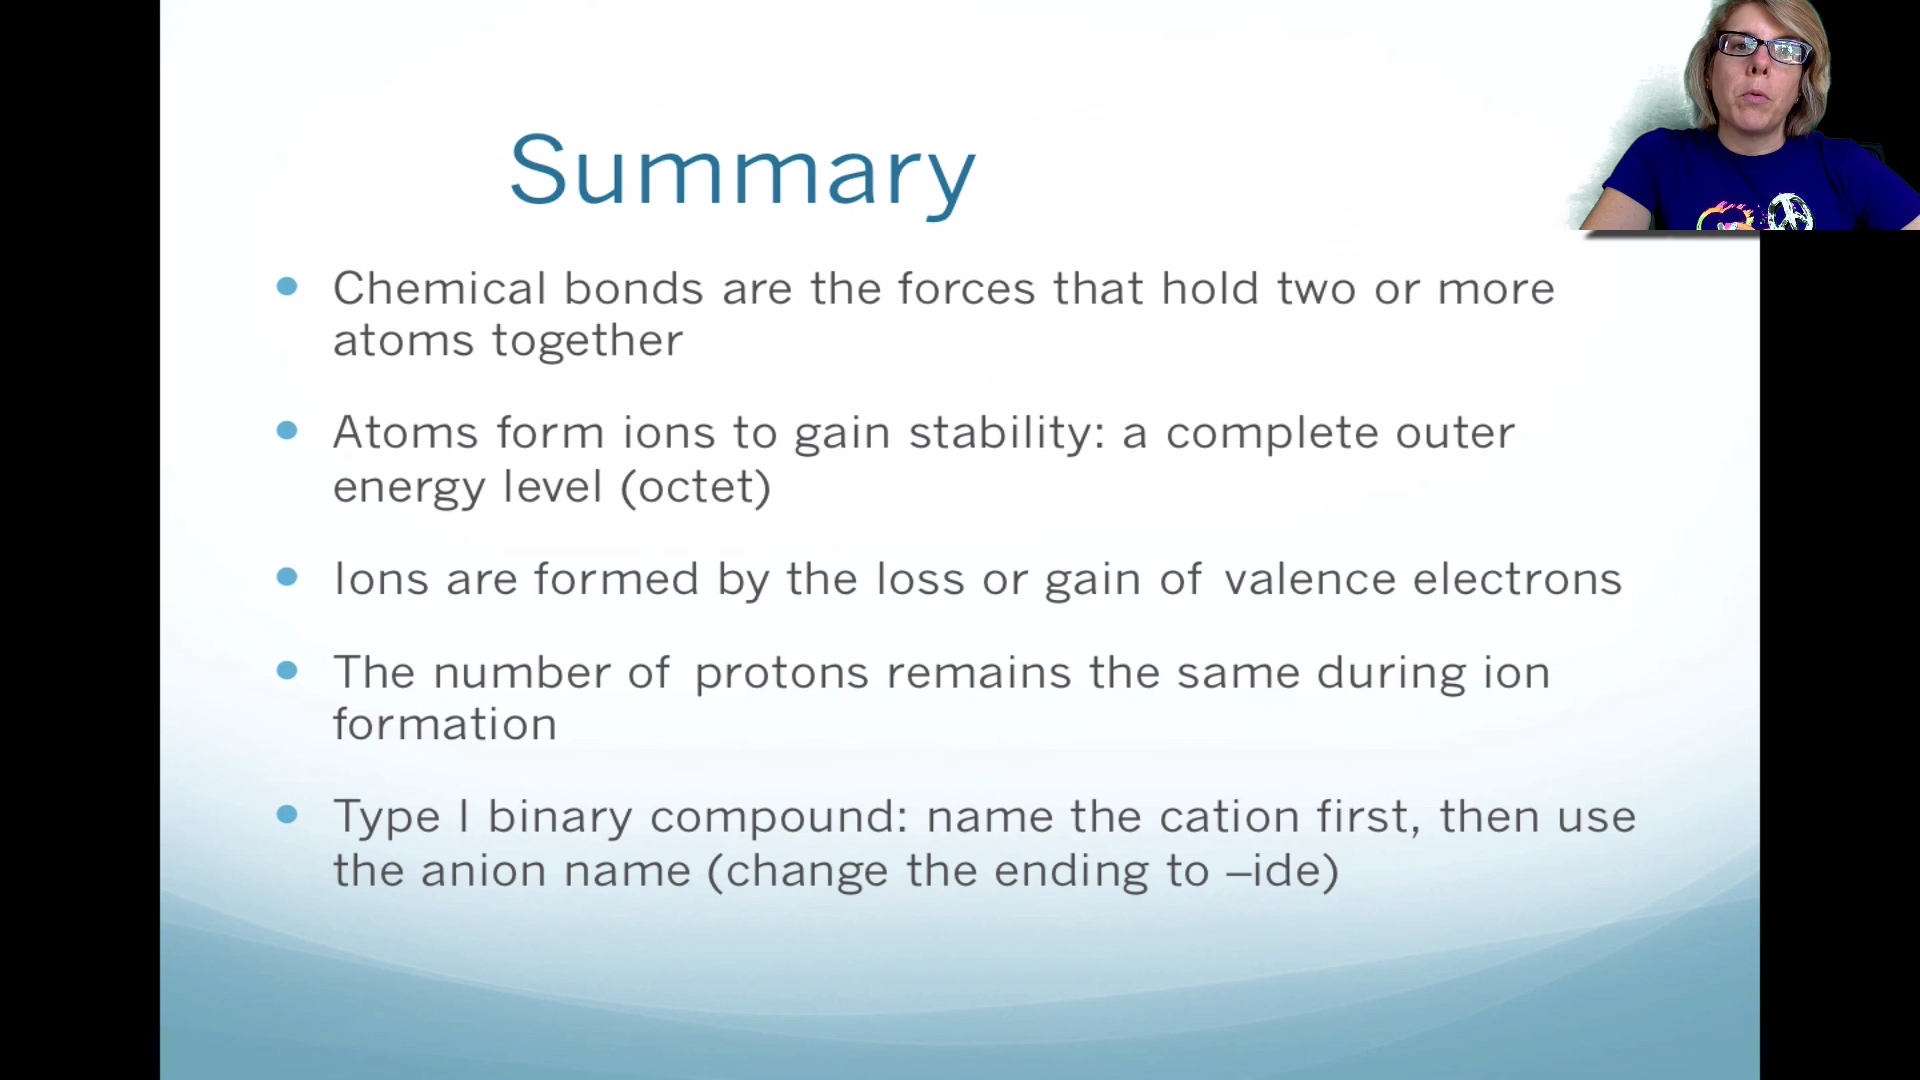 Summary
Chemical bonds are the forces that hold two or more
atoms together
Atoms form ions to gain stability: a complete outer
energy level (octet)
Ions are formed by the loss or gain of valence electrons
The number of protons remains the same during ion
formation
Type I binary compound: name the cation first, then use
the anion name (change the ending to –ide)